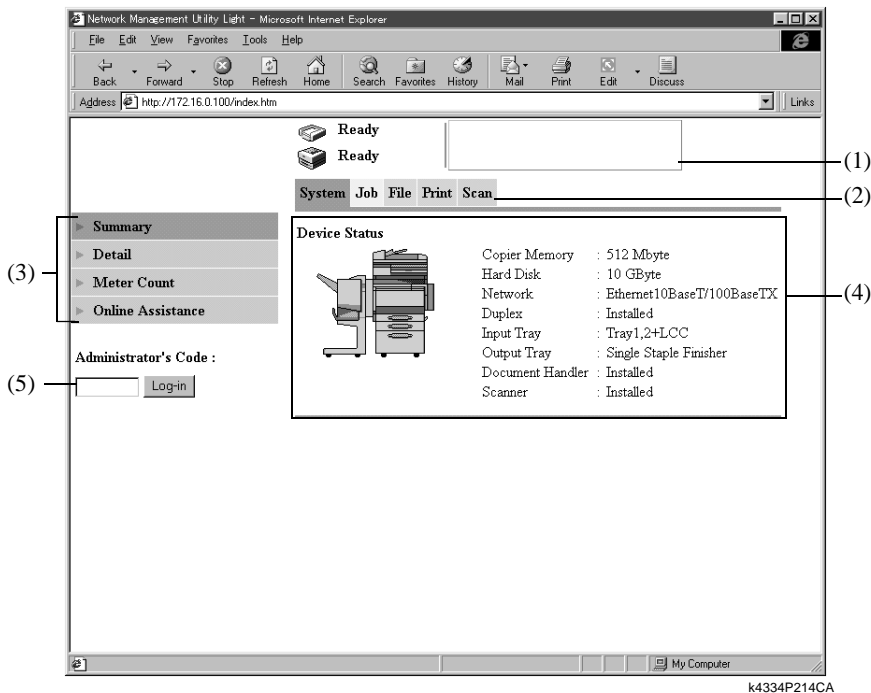 Network Management Utility Light - Microsoft Internet Explorer
File Edit View Favorites Tools Help
Back Forward Stop Refresh Home Search Favorites History Mail Print Edit Discuss
Address http://172.16.0.100/index.htm Links
Ready
Ready
(1)
System Job File Print Scan
(2)
(3)
Summary
Detail
Meter Count
Online Assistance
Administrator's Code :
(5)
Log-in
Device Status
Copier Memory : 512 Mbyte
Hard Disk : 10 GByte
Network : Ethernet10BaseT/100BaseTX
Duplex : Installed
Input Tray : Tray1,2+LCC
Output Tray : Single Staple Finisher
Document Handler : Installed
Scanner : Installed
(4)
My Computer
k4334P214CA